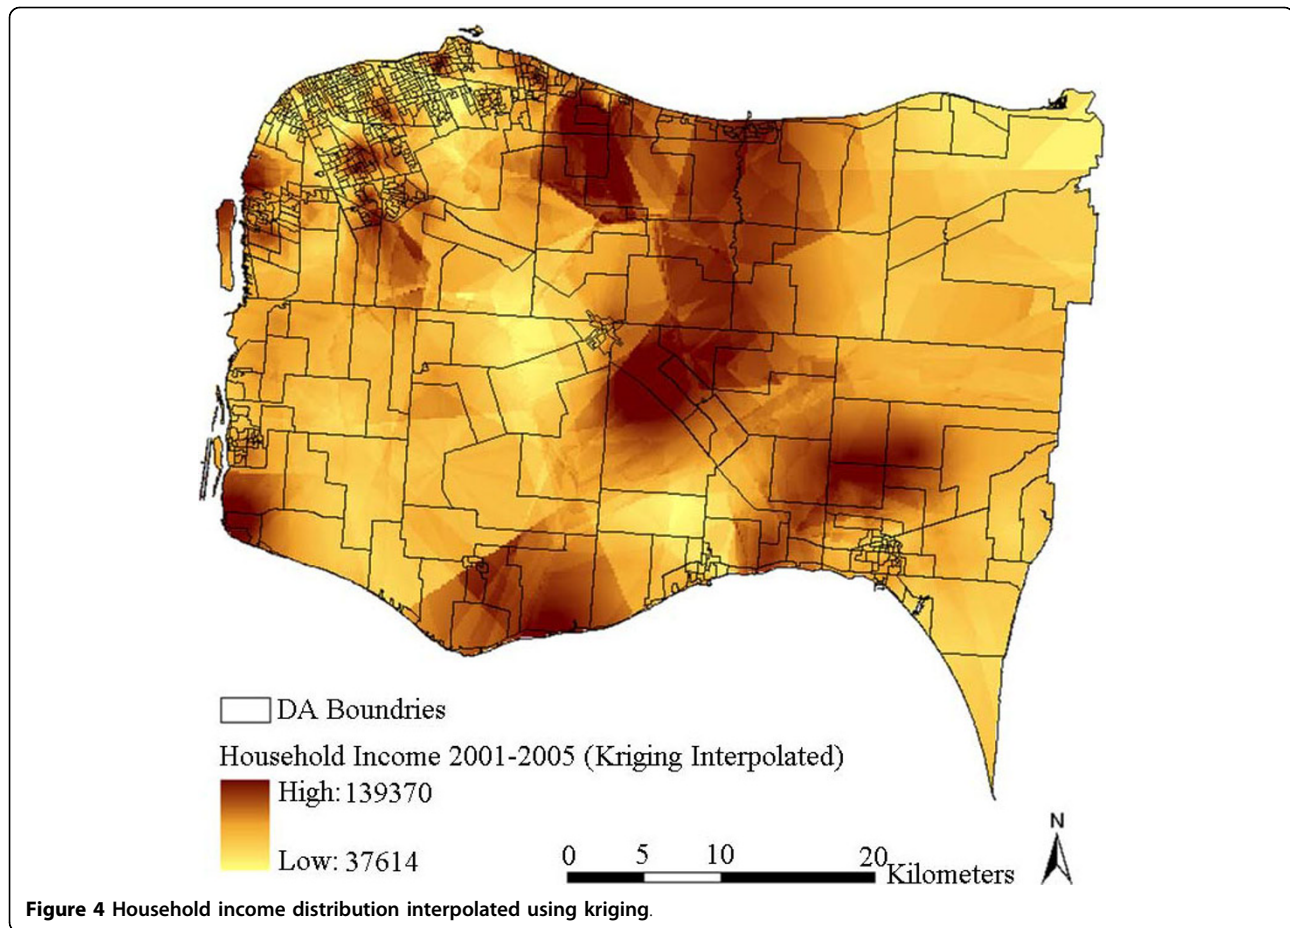 DA Boundries
Household Income 2001-2005 (Kriging Interpolated)
High: 139370
Low: 37614
0 5 10 20 Kilometers
N
Figure 4 Household income distribution interpolated using kriging.